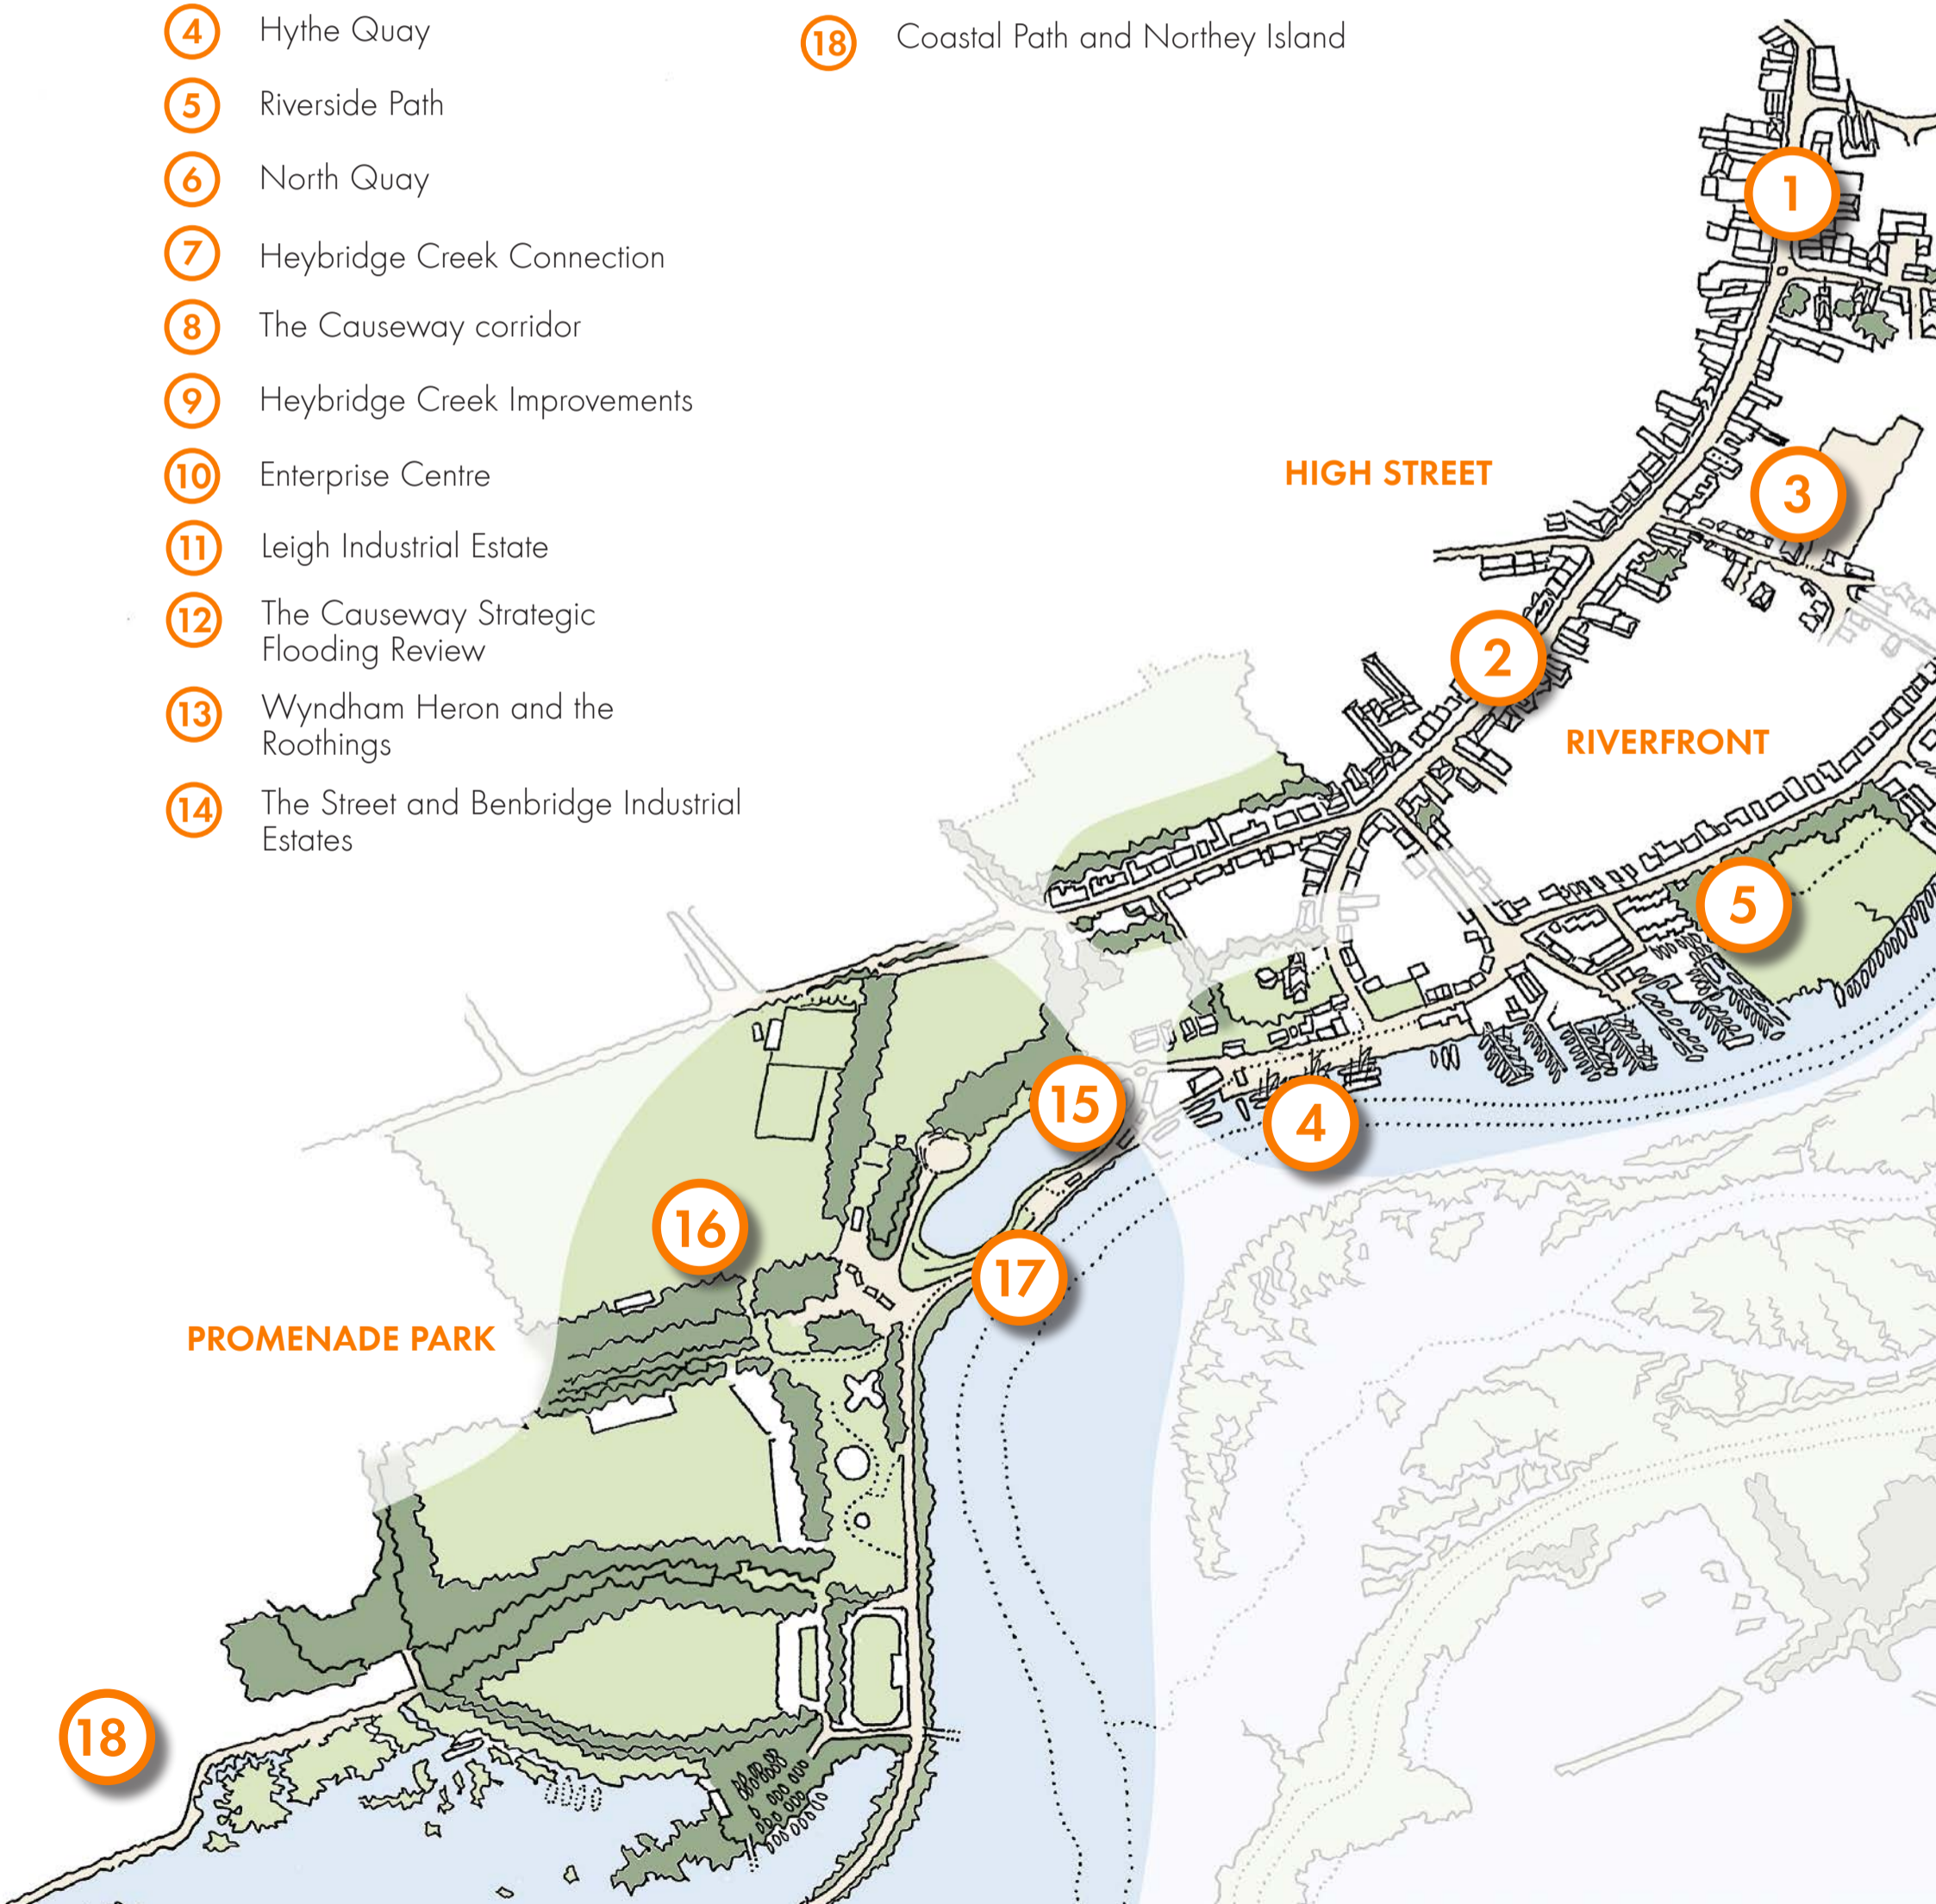 4 Hythe Quay
5 Riverside Path
6 North Quay
7 Heybridge Creek Connection
8 The Causeway corridor
9 Heybridge Creek Improvements
10 Enterprise Centre
11 Leigh Industrial Estate
12 The Causeway Strategic
Flooding Review
13 Wyndham Heron and the
Roothings
14 The Street and Benbridge Industrial
Estates
18 Coastal Path and Northey Island
1
HIGH STREET
3
2
RIVERFRONT
5
15
4
16
17
PROMENADE PARK
18